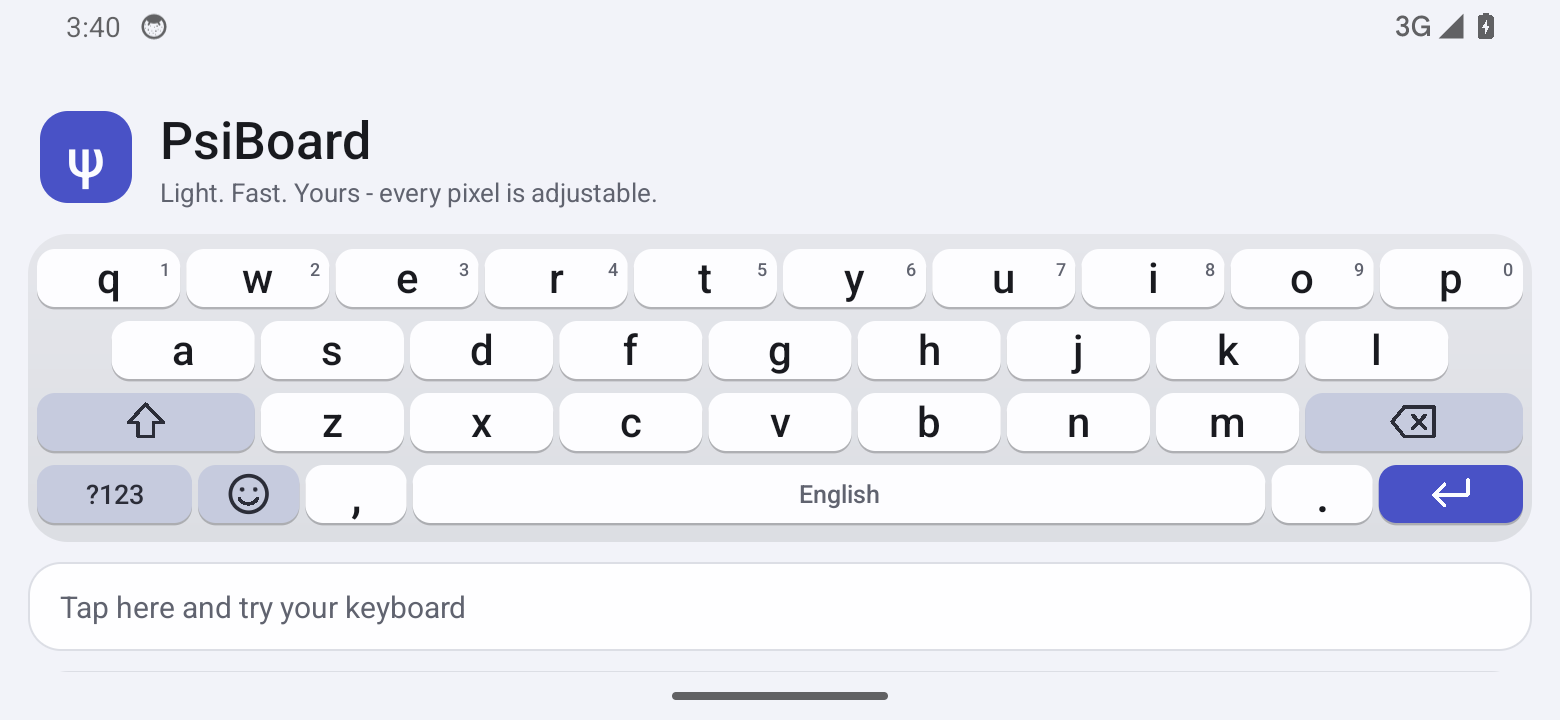 3:40
3G
ψ
PsiBoard
Light. Fast. Yours - every pixel is adjustable.
q 1 w 2 e 3 r 4 t 5 y 6 u 7 i 8 o 9 p 0
a s d f g h j k l
z x c v b n m
?123 , English .
Tap here and try your keyboard